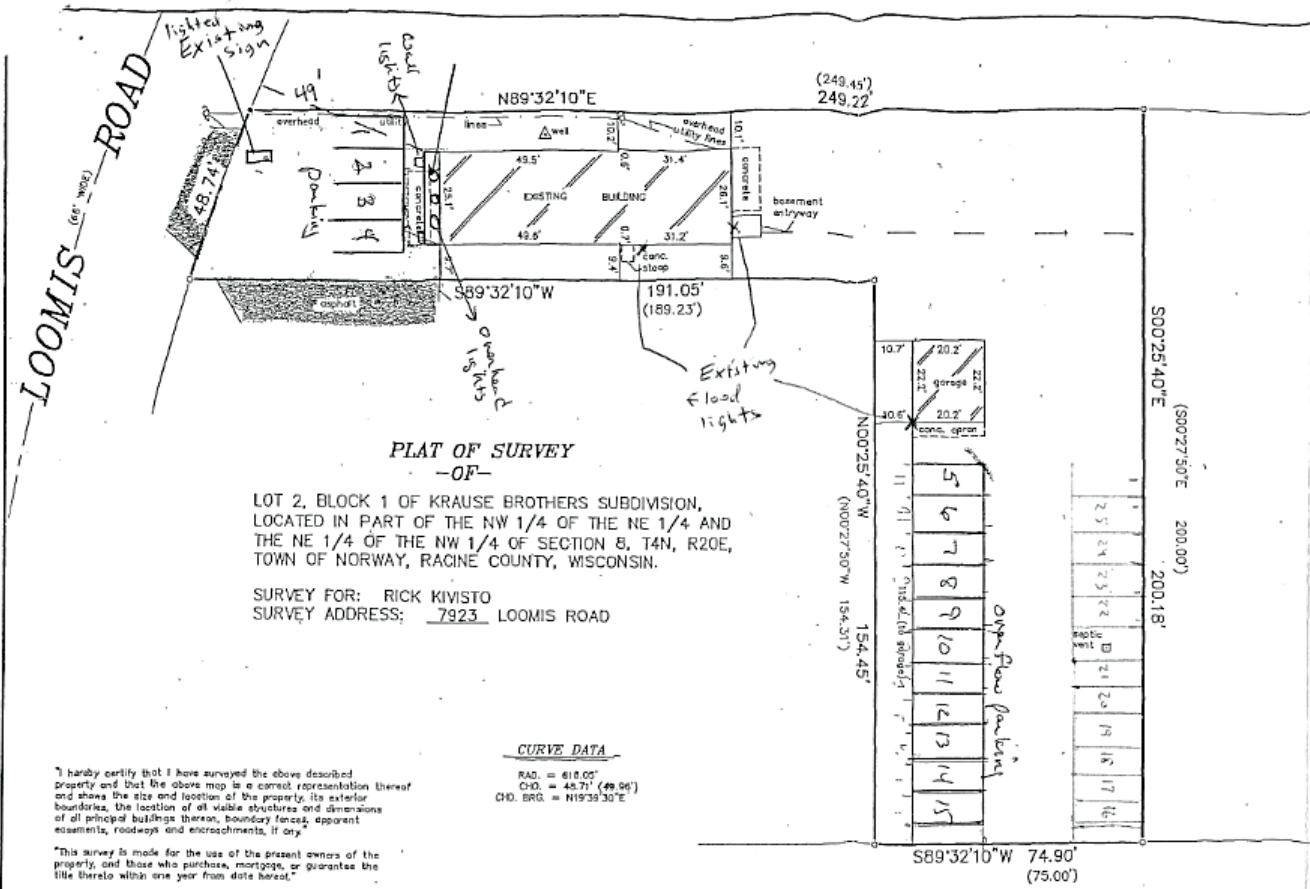 lighted
Existing
sign
LOOMIS ROAD
(66' ROW)
48.74'
49'
wall
lights
N89°32'10"E
(249.45')
249.22'
overhead
utility
lines
well
10.2'
overhead
utility lines
10.1'
1
2
3
4
parking
concrete
25.1'
49.5'
0.6'
31.4'
EXISTING BUILDING
26.1'
concrete
basement
entryway
49.6'
0.7'
31.2'
9.4'
conc.
stoop
9.6'
asphalt
S89°32'10"W
191.05'
(189.23')
overhead
lights
Existing
flood
lights
10.7'
20.2'
22.2'
garage
22.2'
10.6'
20.2'
conc. apron
S00°25'40"E
(S00°27'50"E 200.00')
200.18'
N00°25'40"W
(N00°27'50"W 154.31')
154.45'
5
6
7
8
9
10
11
12
13
14
15
overflow parking
25
24
23
22
septic
vent
21
20
19
18
17
16
S89°32'10"W 74.90'
(75.00')
PLAT OF SURVEY
-OF-
LOT 2, BLOCK 1 OF KRAUSE BROTHERS SUBDIVISION,
LOCATED IN PART OF THE NW 1/4 OF THE NE 1/4 AND
THE NE 1/4 OF THE NW 1/4 OF SECTION 8, T4N, R20E,
TOWN OF NORWAY, RACINE COUNTY, WISCONSIN.
SURVEY FOR: RICK KIVISTO
SURVEY ADDRESS: 7923 LOOMIS ROAD
CURVE DATA
RAD. = 618.05'
CHD. = 48.71' (49.96')
CHD. BRG. = N19°39'30"E
"I hereby certify that I have surveyed the above described
property and that the above map is a correct representation thereof
and shows the size and location of the property, its exterior
boundaries, the location of all visible structures and dimensions
of all principal buildings thereon, boundary fences, apparent
easements, roadways and encroachments, if any."
"This survey is made for the use of the present owners of the
property, and those who purchase, mortgage, or guarantee the
title thereto within one year from date hereof."